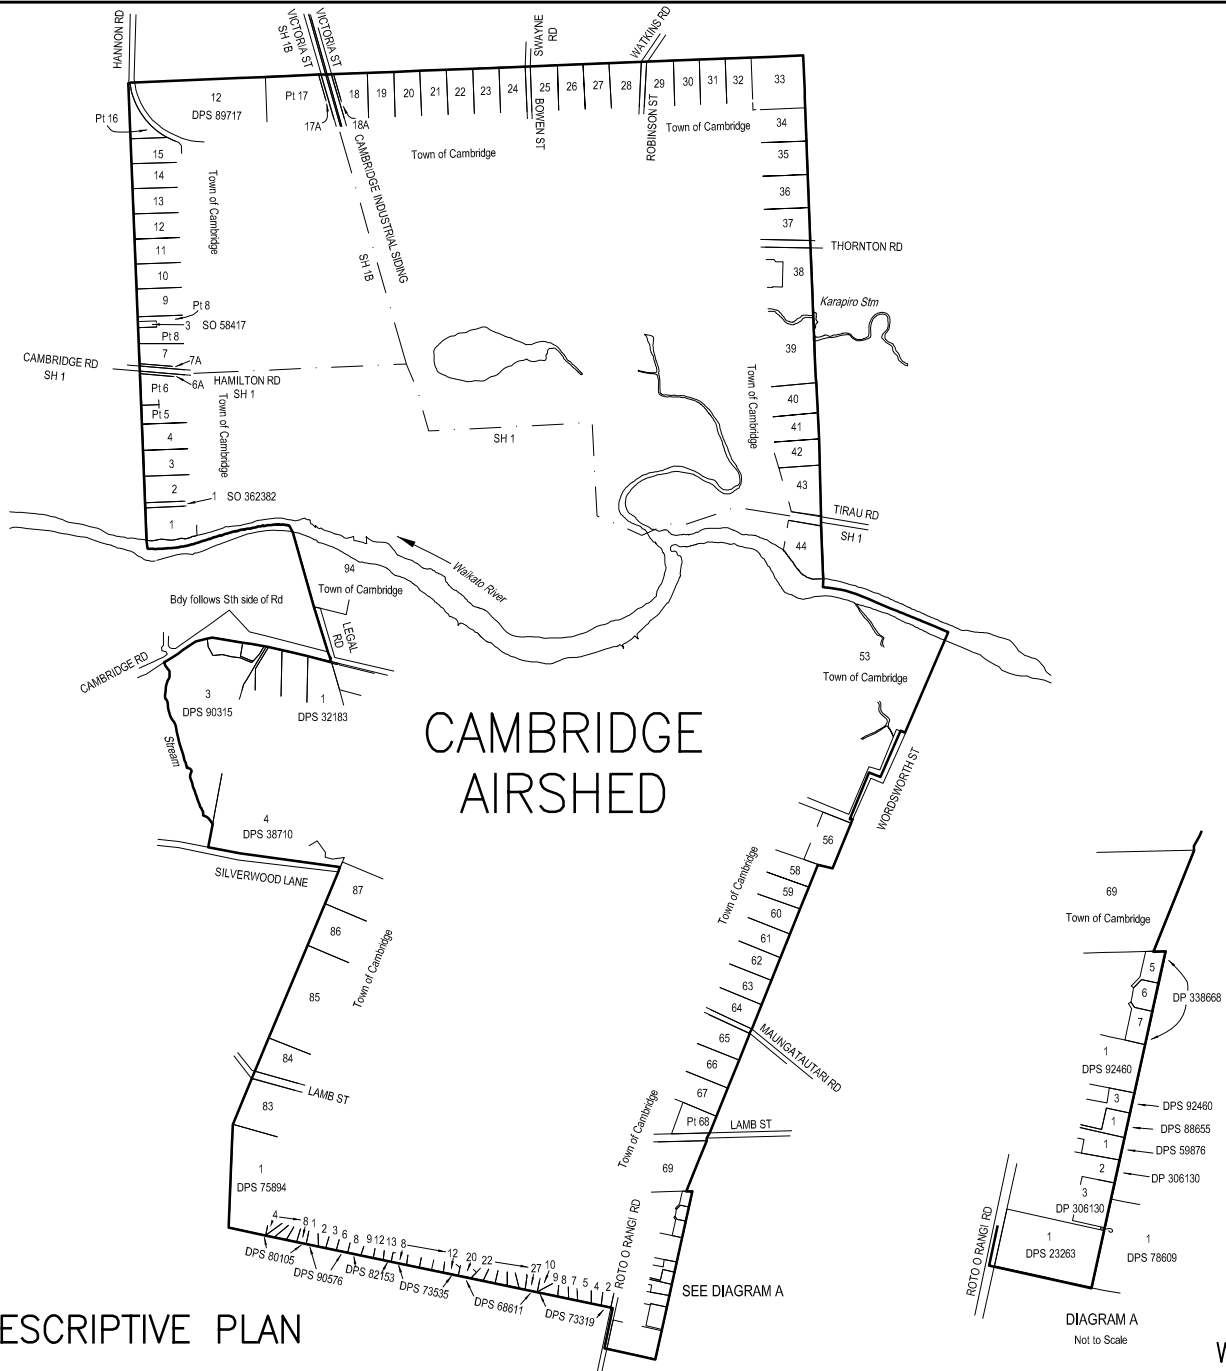 HANNON RD
VICTORIA ST
SH 1B
VICTORIA ST
SWAYNE
RD
WATKINS RD
12
DPS 89717
Pt 17
18
19
20
21
22
23
24
25
26
27
28
29
30
31
32
33
17A
18A
BOWEN ST
ROBINSON ST
Town of Cambridge
Town of Cambridge
Pt 16
15
14
13
12
11
10
9
Pt 8
3 SO 58417
Pt 8
7
7A
CAMBRIDGE RD
SH 1
6A
HAMILTON RD
SH 1
Pt 6
Pt 5
4
3
2
1 SO 362382
1
Town of Cambridge
Town of Cambridge
CAMBRIDGE INDUSTRIAL SIDING
SH 1B
SH 1
34
35
36
37
THORNTON RD
38
Karapiro Stm
39
40
41
42
43
Town of Cambridge
TIRAU RD
SH 1
44
94
Town of Cambridge
Waikato River
Bdy follows Sth side of Rd
LEGAL
RD
CAMBRIDGE RD
3
DPS 90315
1
DPS 32183
Stream
4
DPS 38710
SILVERWOOD LANE
CAMBRIDGE
AIRSHED
53
Town of Cambridge
WORDSWORTH ST
56
58
59
60
61
62
63
64
65
66
67
Pt 68
69
Town of Cambridge
Town of Cambridge
MAUNGATAUTARI RD
LAMB ST
87
86
85
84
83
Town of Cambridge
LAMB ST
1
DPS 75894
4 8 1 2 3 6 8 9 12 13 8 12 20 22 27 10 9 8 7 5 4 2
DPS 80105
DPS 90576
DPS 82153
DPS 73535
DPS 68611
DPS 73319
ROTO O RANGI RD
SEE DIAGRAM A
69
Town of Cambridge
5
6
7
DP 338668
1
DPS 92460
3
DPS 92460
1
DPS 88655
1
DPS 59876
2
DP 306130
3
DP 306130
1
DPS 23263
1
DPS 78609
ROTO O RANGI RD
DIAGRAM A
Not to Scale
ESCRIPTIVE PLAN
W